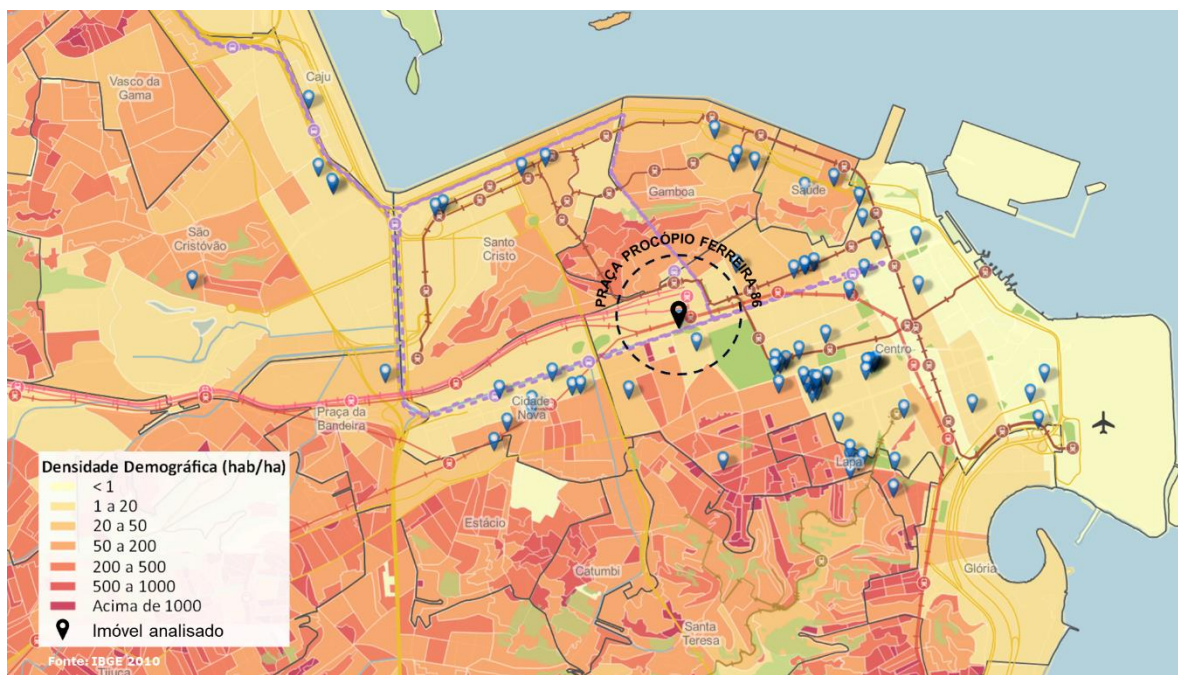 Vasco da
Gama
Caju
São
Cristóvão
Santo
Cristo
Gamboa
Saúde
PRAÇA PROCÓPIO FERREIRA 86
Centro
Praça da
Bandeira
Cidade
Nova
Lapa
Estácio
Catumbi
Glória
Santa
Teresa
Tijuca
Densidade Demográfica (hab/ha)
< 1
1 a 20
20 a 50
50 a 200
200 a 500
500 a 1000
Acima de 1000
Imóvel analisado
Fonte: IBGE 2010